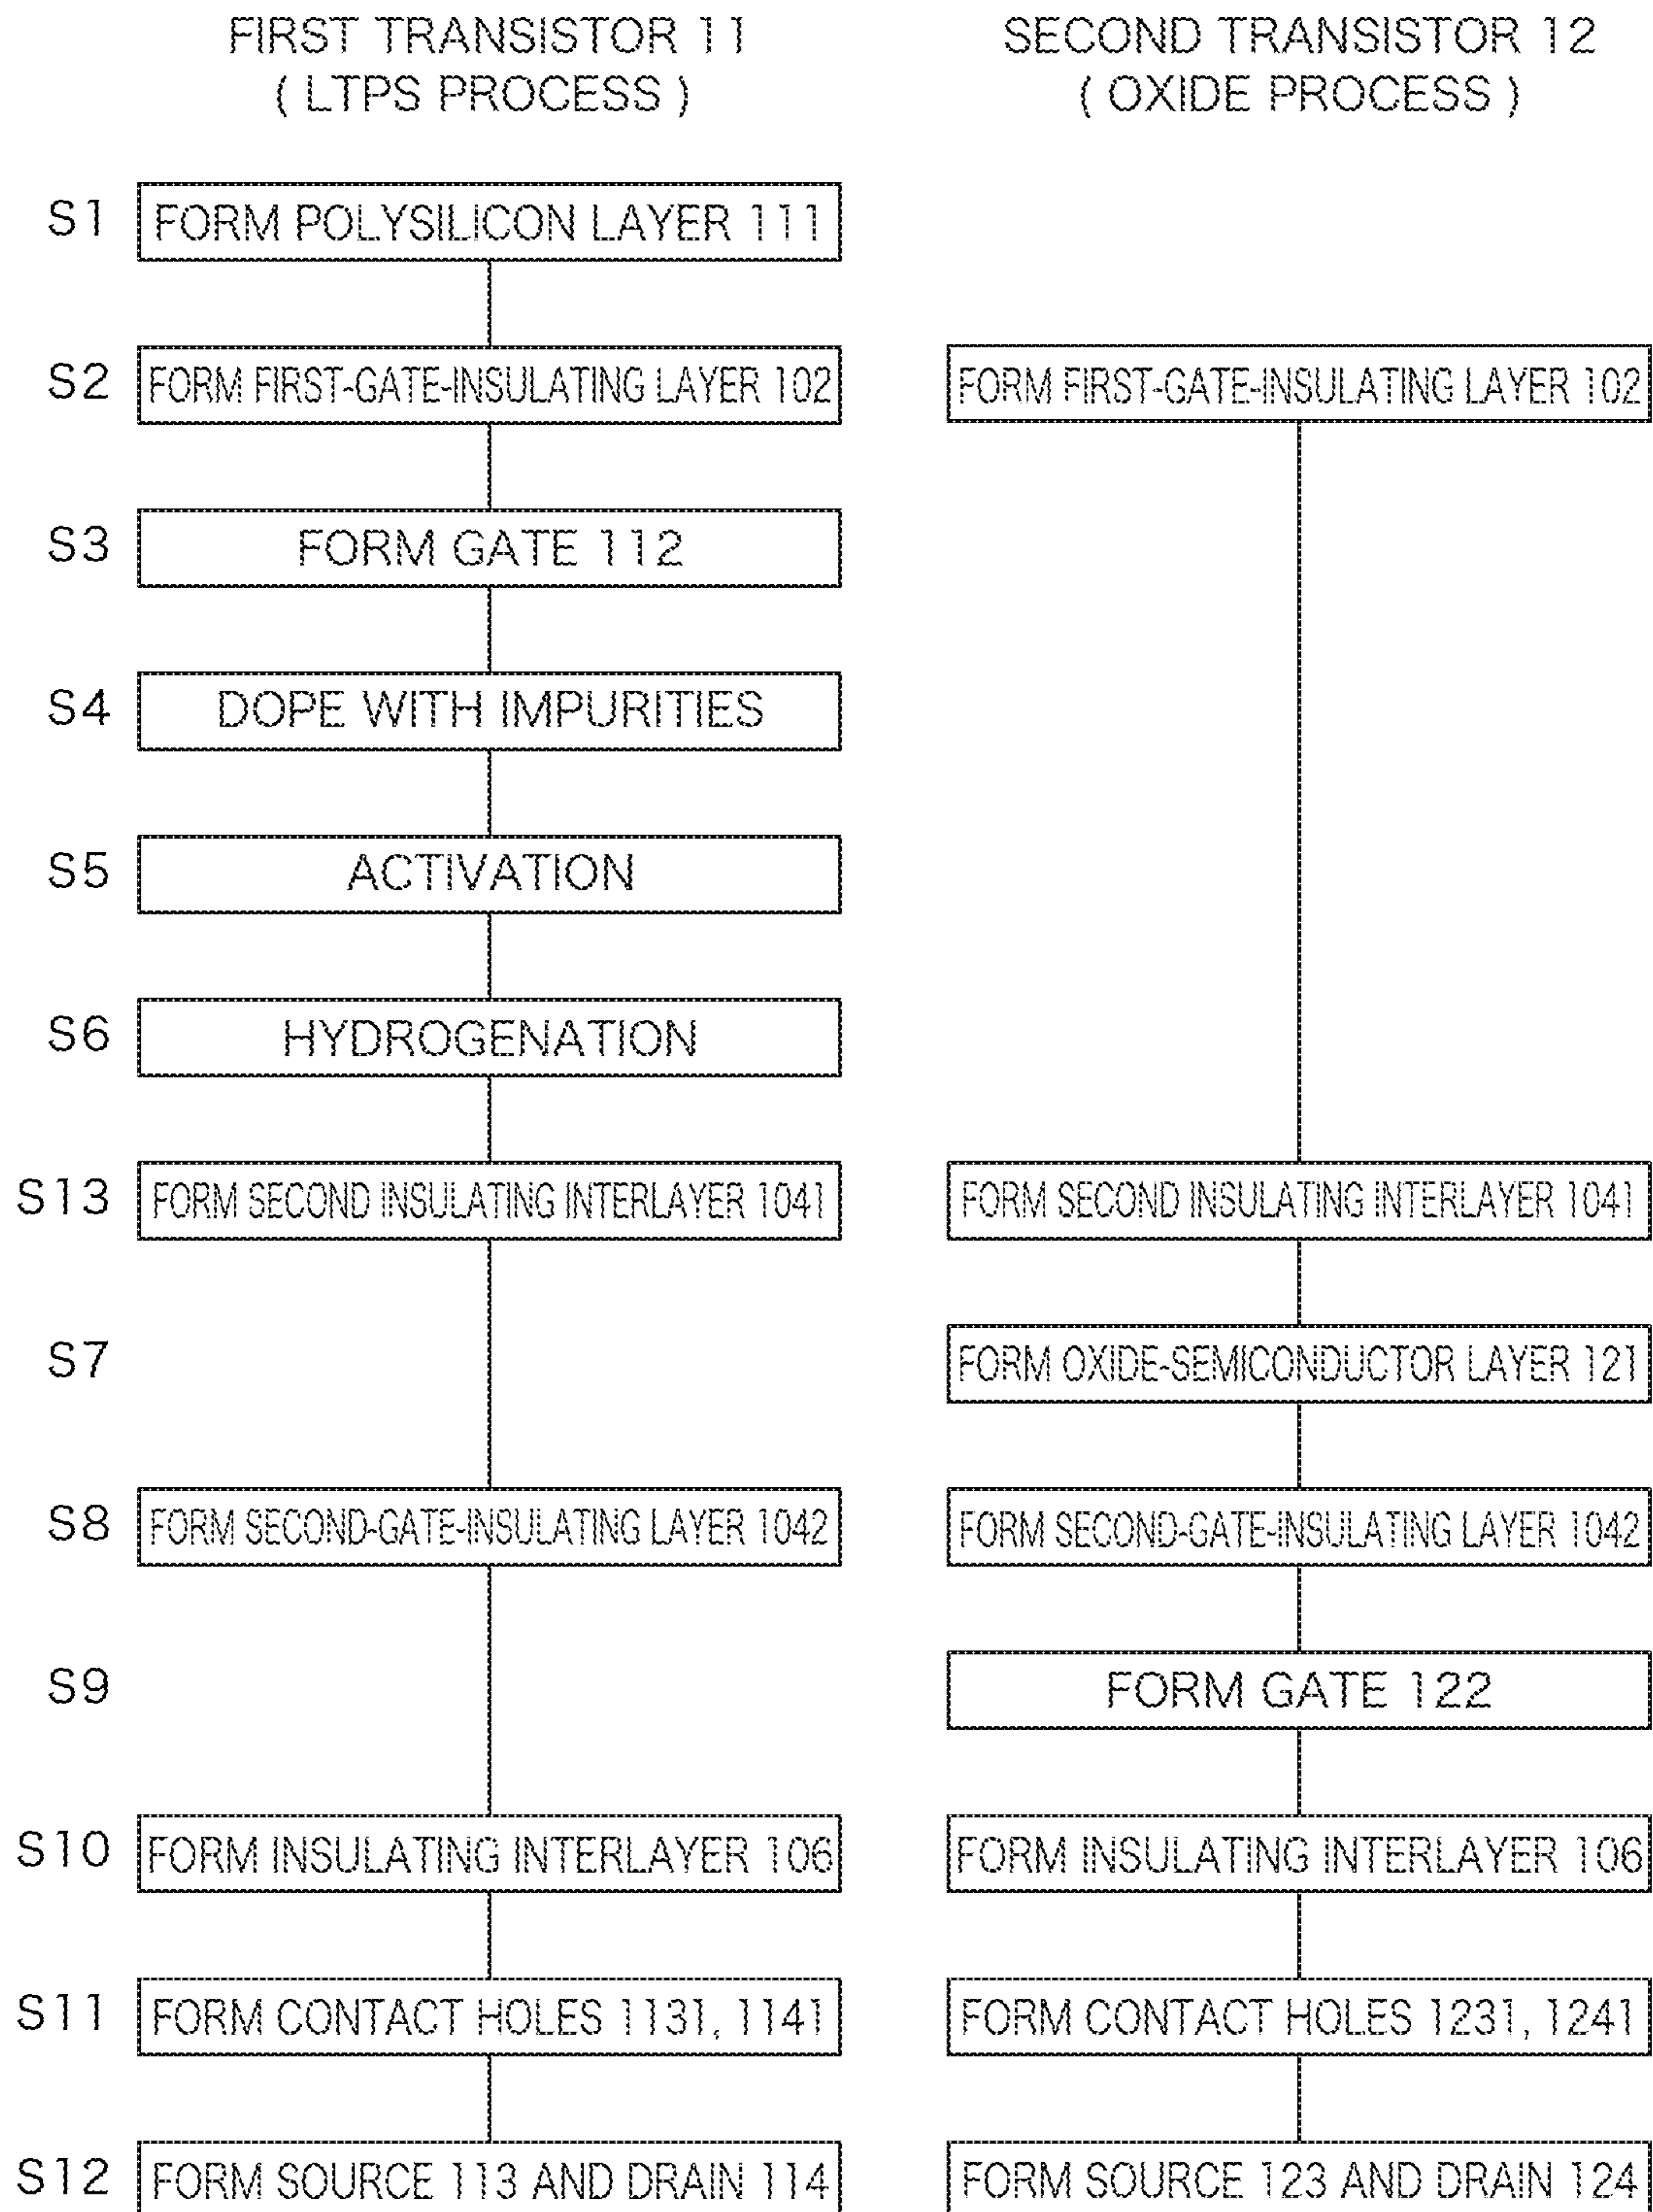 FIRST TRANSISTOR 11
( LTPS PROCESS )
SECOND TRANSISTOR 12
( OXIDE PROCESS )
S1 FORM POLYSILICON LAYER 111
S2 FORM FIRST-GATE-INSULATING LAYER 102 FORM FIRST-GATE-INSULATING LAYER 102
S3 FORM GATE 112
S4 DOPE WITH IMPURITIES
S5 ACTIVATION
S6 HYDROGENATION
S13 FORM SECOND INSULATING INTERLAYER 1041 FORM SECOND INSULATING INTERLAYER 1041
S7 FORM OXIDE-SEMICONDUCTOR LAYER 121
S8 FORM SECOND-GATE-INSULATING LAYER 1042 FORM SECOND-GATE-INSULATING LAYER 1042
S9 FORM GATE 122
S10 FORM INSULATING INTERLAYER 106 FORM INSULATING INTERLAYER 106
S11 FORM CONTACT HOLES 1131, 1141 FORM CONTACT HOLES 1231, 1241
S12 FORM SOURCE 113 AND DRAIN 114 FORM SOURCE 123 AND DRAIN 124